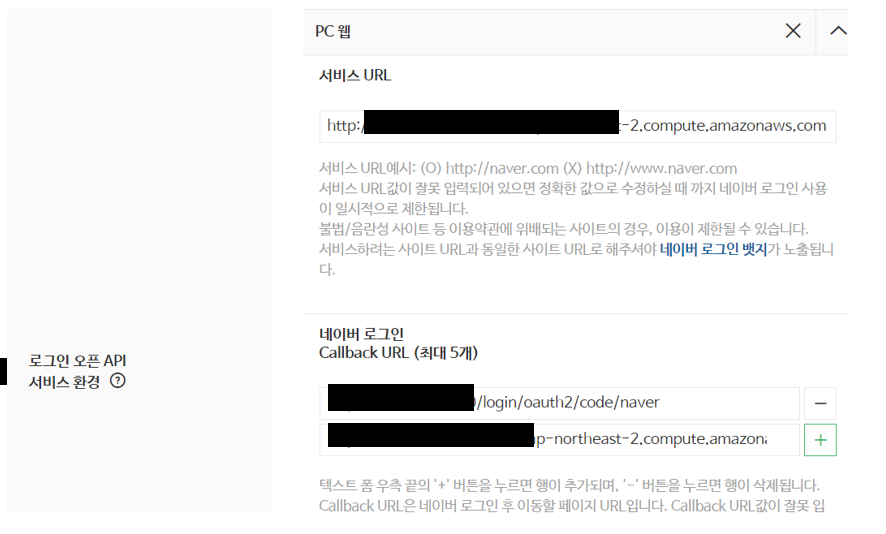 PC 웹
서비스 URL
http:/ -2.compute.amazonaws.com
서비스 URL예시: (O) http://naver.com (X) http://www.naver.com
서비스 URL값이 잘못 입력되어 있으면 정확한 값으로 수정하실 때 까지 네이버 로그인 사용
이 일시적으로 제한됩니다.
불법/음란성 사이트 등 이용약관에 위배되는 사이트의 경우, 이용이 제한될 수 있습니다.
서비스하려는 사이트 URL과 동일한 사이트 URL로 해주셔야 네이버 로그인 뱃지가 노출됩니
다.
로그인 오픈 API
서비스 환경 ?
네이버 로그인
Callback URL (최대 5개)
/login/oauth2/code/naver
p-northeast-2.compute.amazona
텍스트 폼 우측 끝의 '+' 버튼을 누르면 행이 추가되며, '-' 버튼을 누르면 행이 삭제됩니다.
Callback URL은 네이버 로그인 후 이동할 페이지 URL입니다. Callback URL값이 잘못 입